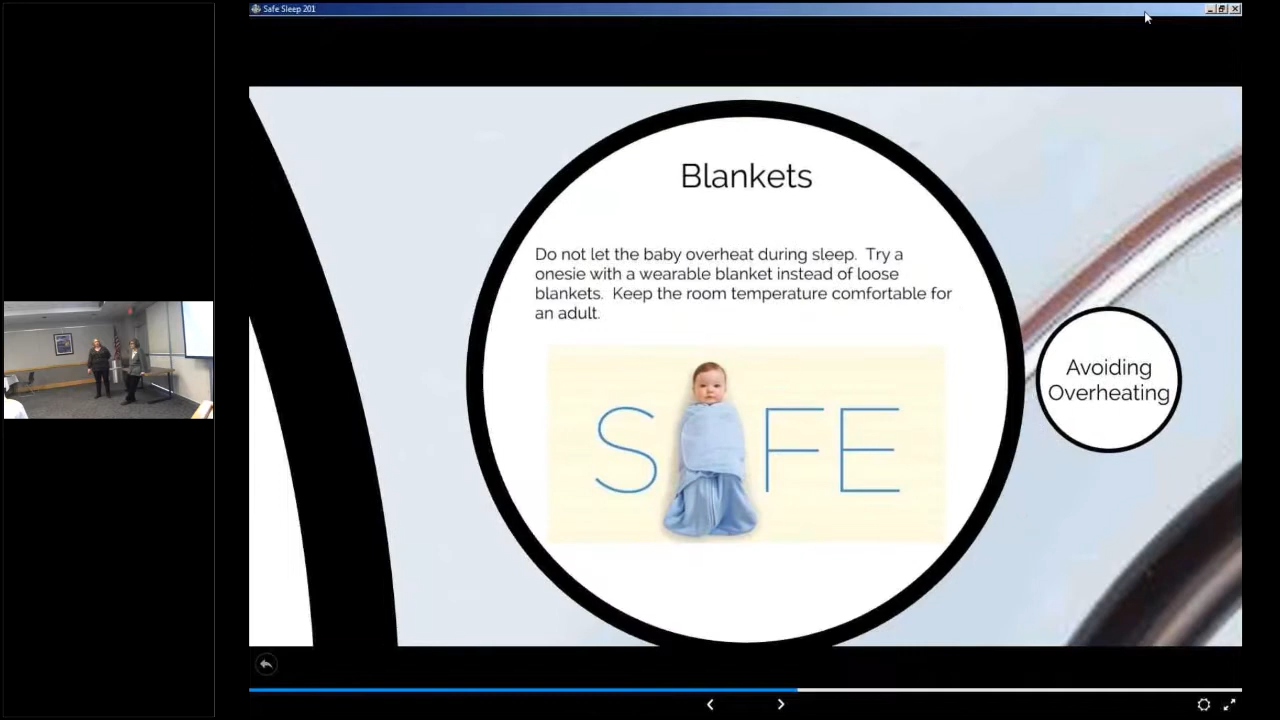 Safe Sleep 201
Blankets
Do not let the baby overheat during sleep. Try a
onesie with a wearable blanket instead of loose
blankets. Keep the room temperature comfortable for
an adult.
S FE
Avoiding
Overheating